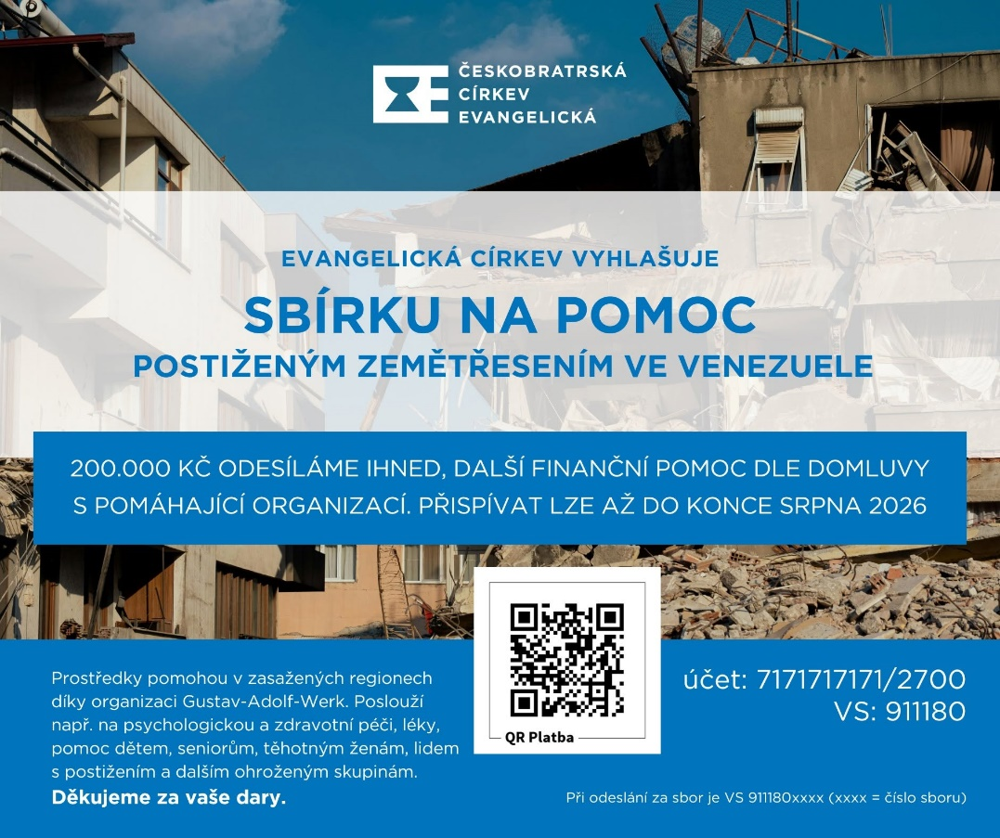 ČESKOBRATRSKÁ
CÍRKEV
EVANGELICKÁ
EVANGELICKÁ CÍRKEV VYHLAŠUJE
SBÍRKU NA POMOC
POSTIŽENÝM ZEMĚTŘESENÍM VE VENEZUELE
200.000 KČ ODESÍLÁME IHNED, DALŠÍ FINANČNÍ POMOC DLE DOMLUVY
S POMÁHAJÍCÍ ORGANIZACÍ. PŘISPÍVAT LZE AŽ DO KONCE SRPNA 2026
Prostředky pomohou v zasažených regionech
díky organizaci Gustav-Adolf-Werk. Poslouží
např. na psychologickou a zdravotní péči, léky,
pomoc dětem, seniorům, těhotným ženám, lidem
s postižením a dalším ohroženým skupinám.
Děkujeme za vaše dary.
QR Platba
účet: 7171717171/2700
VS: 911180
Při odeslání za sbor je VS 911180xxxx (xxxx = číslo sboru)